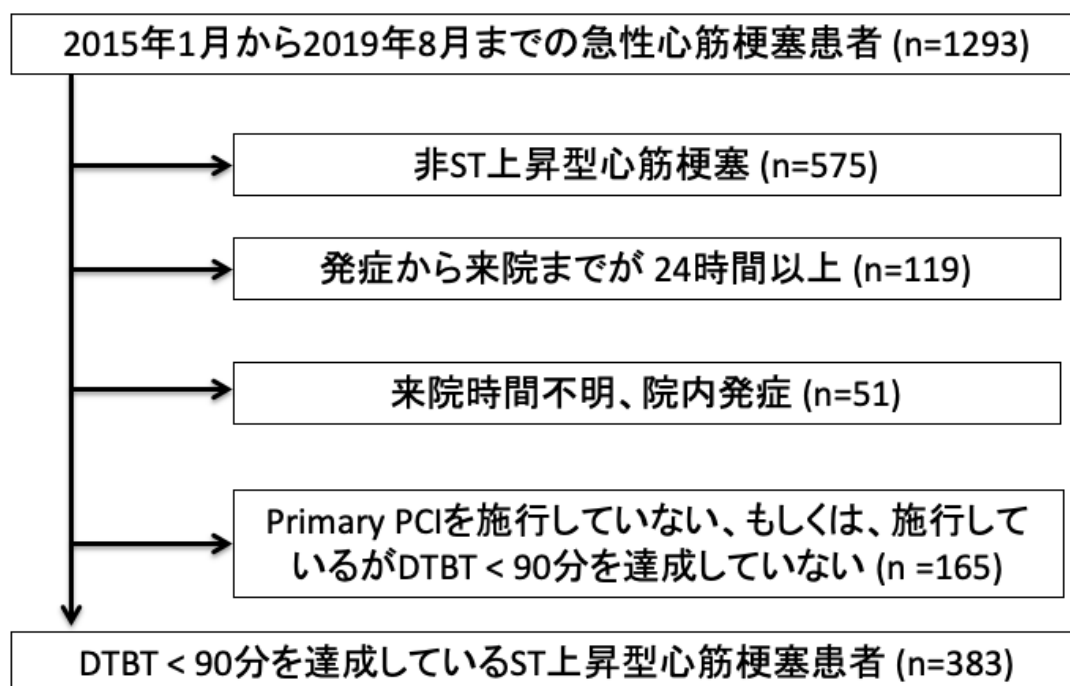 2015年1月から2019年8月までの急性心筋梗塞患者 (n=1293)
非ST上昇型心筋梗塞 (n=575)
発症から来院までが 24時間以上 (n=119)
来院時間不明、院内発症 (n=51)
Primary PCIを施行していない、もしくは、施行して
いるがDTBT < 90分を達成していない (n =165)
DTBT < 90分を達成しているST上昇型心筋梗塞患者 (n=383)